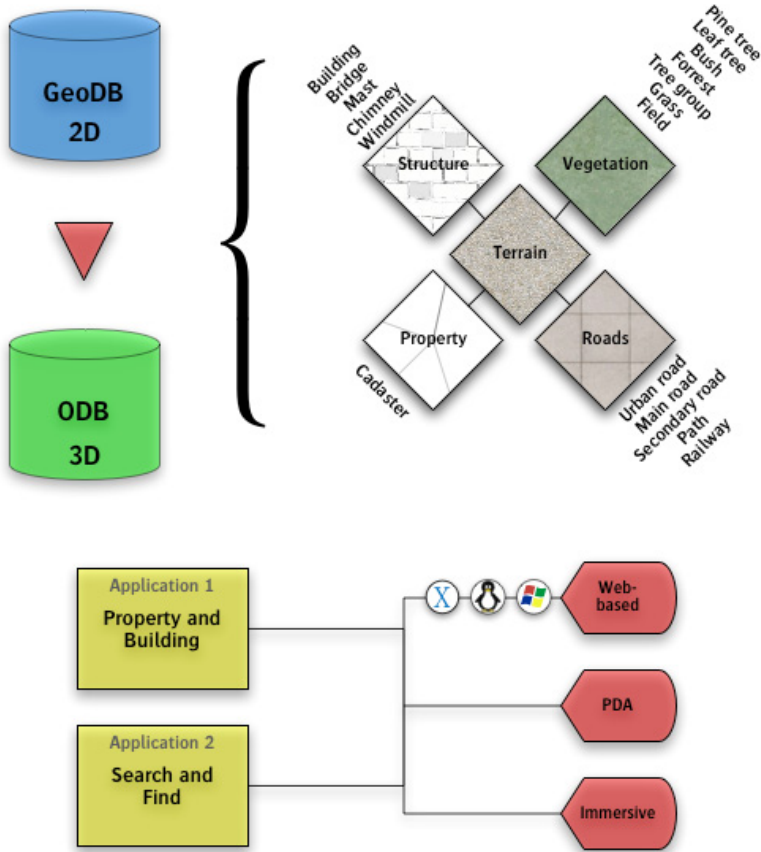 GeoDB
2D
ODB
3D
Building
Bridge
Mast
Chimney
Windmill
Structure
Pine tree
Leaf tree
Bush
Forrest
Tree group
Grass
Field
Vegetation
Terrain
Property
Cadaster
Roads
Urban road
Main road
Secondary road
Path
Railway
Application 1
Property and
Building
Application 2
Search and
Find
X
Web-
based
PDA
Immersive